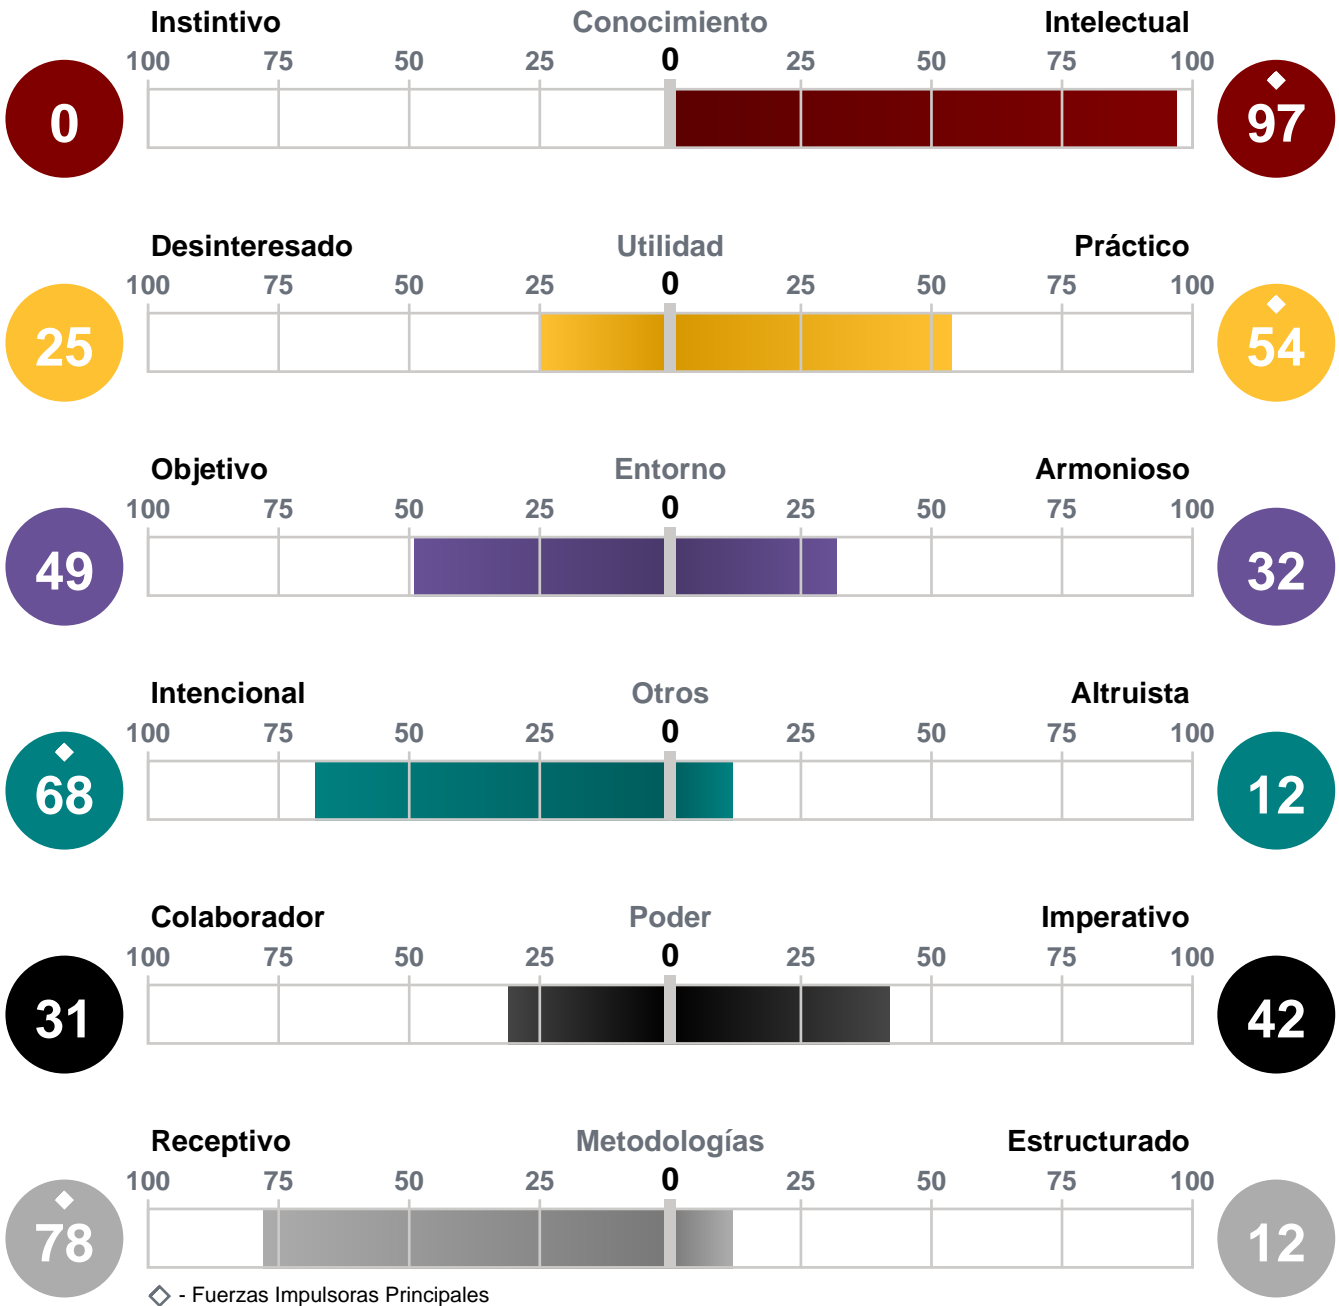 Instintivo Conocimiento Intelectual
100 75 50 25 0 25 50 75 100
0 97
Desinteresado Utilidad Práctico
100 75 50 25 0 25 50 75 100
25 54
Objetivo Entorno Armonioso
100 75 50 25 0 25 50 75 100
49 32
Intencional Otros Altruista
100 75 50 25 0 25 50 75 100
68 12
Colaborador Poder Imperativo
100 75 50 25 0 25 50 75 100
31 42
Receptivo Metodologías Estructurado
100 75 50 25 0 25 50 75 100
78 12
- Fuerzas Impulsoras Principales